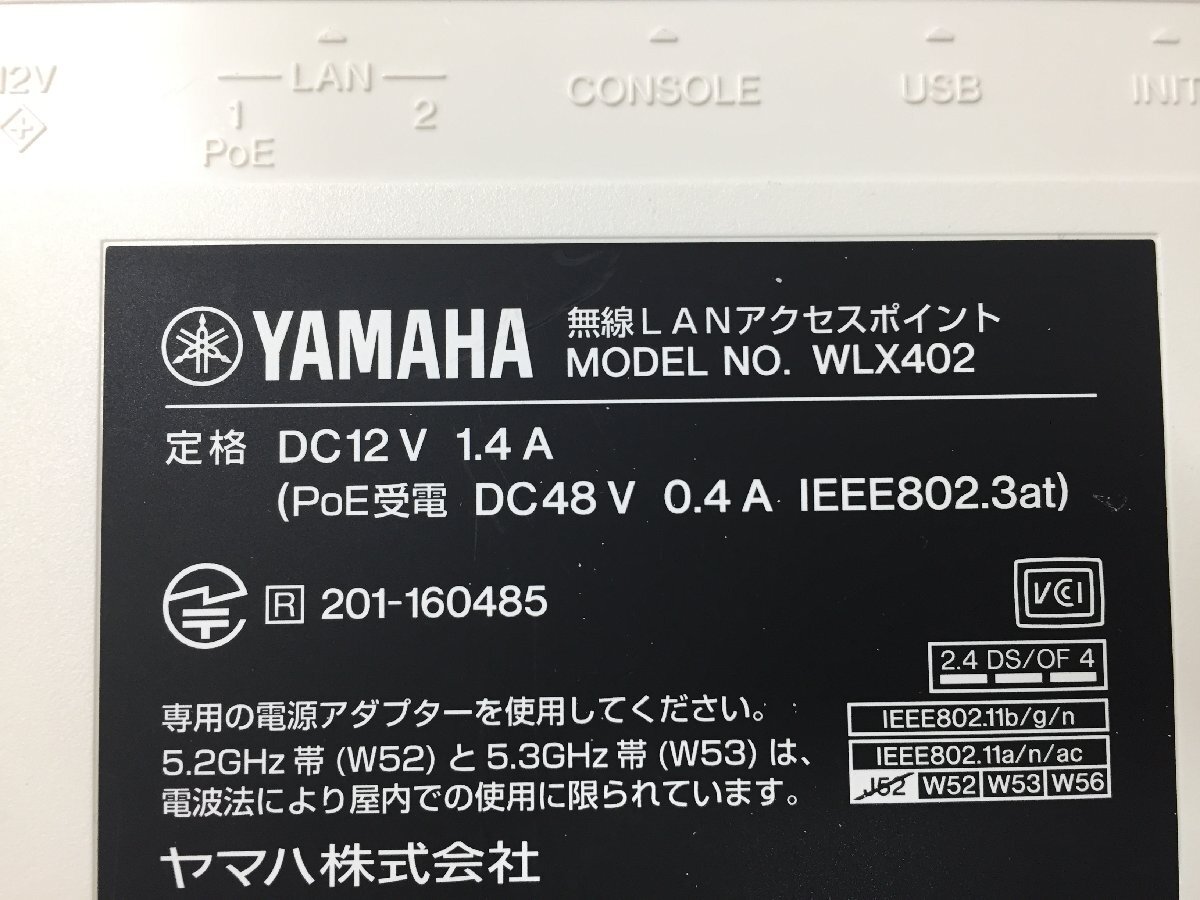 12V LAN CONSOLE USB INIT
1 2
PoE
YAMAHA 無線LANアクセスポイント
MODEL NO. WLX402
定格 DC12V 1.4A
(PoE受電 DC48V 0.4A IEEE802.3at)
R 201-160485
VCCI
2.4 DS/OF 4
専用の電源アダプターを使用してください。
5.2GHz帯(W52)と5.3GHz帯(W53)は、
電波法により屋内での使用に限られています。
IEEE802.11b/g/n
IEEE802.11a/n/ac
J52 W52 W53 W56
ヤマハ株式会社